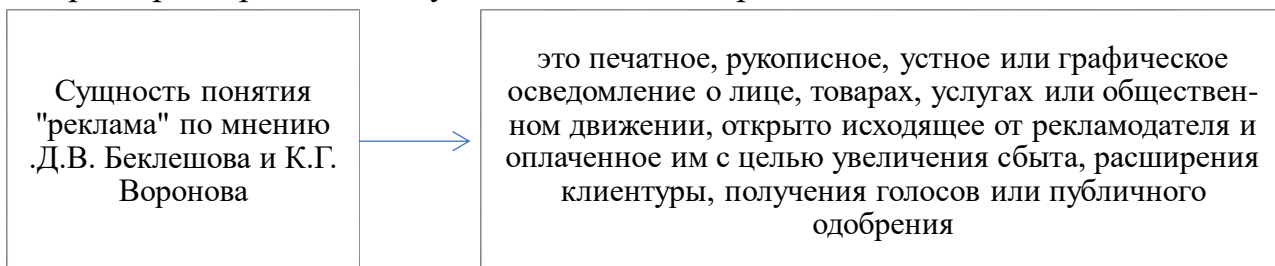 Сущность понятия
"реклама" по мнению
.Д.В. Беклешова и К.Г.
Воронова
это печатное, рукописное, устное или графическое
осведомление о лице, товарах, услугах или обществен-
ном движении, открыто исходящее от рекламодателя и
оплаченное им с целью увеличения сбыта, расширения
клиентуры, получения голосов или публичного
одобрения